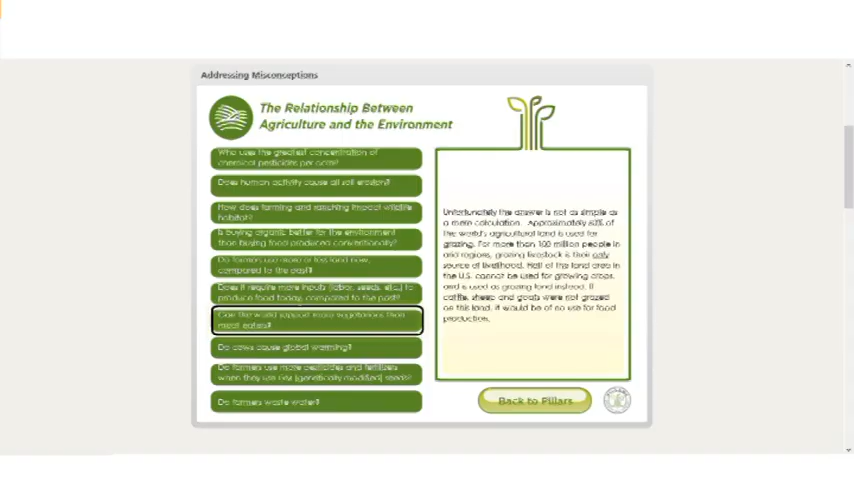 Addressing Misconceptions
The Relationship Between
Agriculture and the Environment
Who uses the greatest concentration of
chemical pesticides per acre?
Does human activity cause all soil erosion?
How does farming and ranching impact wildlife
habitat?
Is buying organic better for the environment
than buying food produced conventionally?
Do farmers use more or less land now,
compared to the past?
Does it require more inputs (labor, seeds, etc.) to
produce food today, compared to the past?
Can the world support more vegetarians than
meat eaters?
Do cows cause global warming?
Do farmers use more pesticides and fertilizers
when they use GM (genetically modified) seeds?
Do farmers waste water?
Unfortunately the answer is not as simple as
a mere calculation. Approximately of
the world's agricultural land is used for
grazing. For more than 100 million people in
arid regions, grazing livestock is their only
source of livelihood. Half of the land area in
the U.S. cannot be used for growing crops,
and is used as grazing land instead. If
cattle, sheep and goats were not grazed
on this land, it would be of no use for food
production.
Back to Pillars